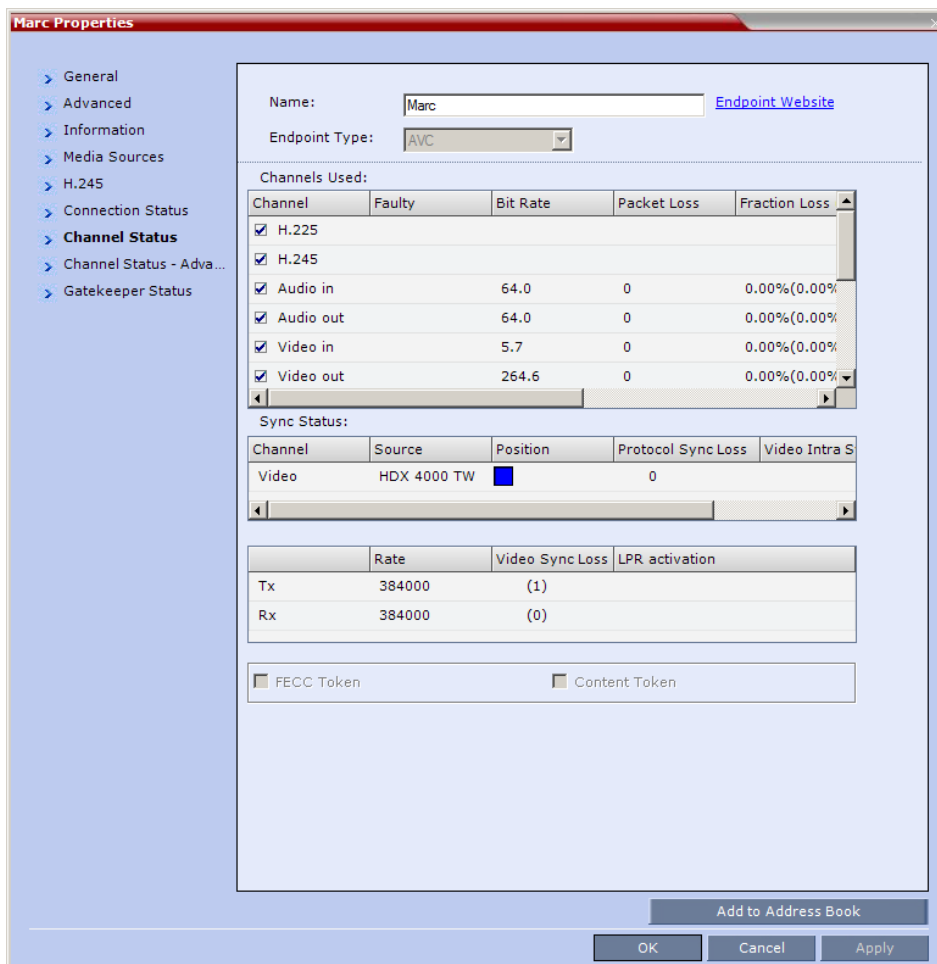 Marc Properties
General
Advanced
Information
Media Sources
H.245
Connection Status
Channel Status
Channel Status - Adva...
Gatekeeper Status
Name: Marc Endpoint Website
Endpoint Type: AVC
Channels Used:
Channel Faulty Bit Rate Packet Loss Fraction Loss
H.225
H.245
Audio in 64.0 0 0.00%(0.00%
Audio out 64.0 0 0.00%(0.00%
Video in 5.7 0 0.00%(0.00%
Video out 264.6 0 0.00%(0.00%
Sync Status:
Channel Source Position Protocol Sync Loss Video Intra S
Video HDX 4000 TW 0
Rate Video Sync Loss LPR activation
Tx 384000 (1)
Rx 384000 (0)
FECC Token Content Token
Add to Address Book
OK Cancel Apply